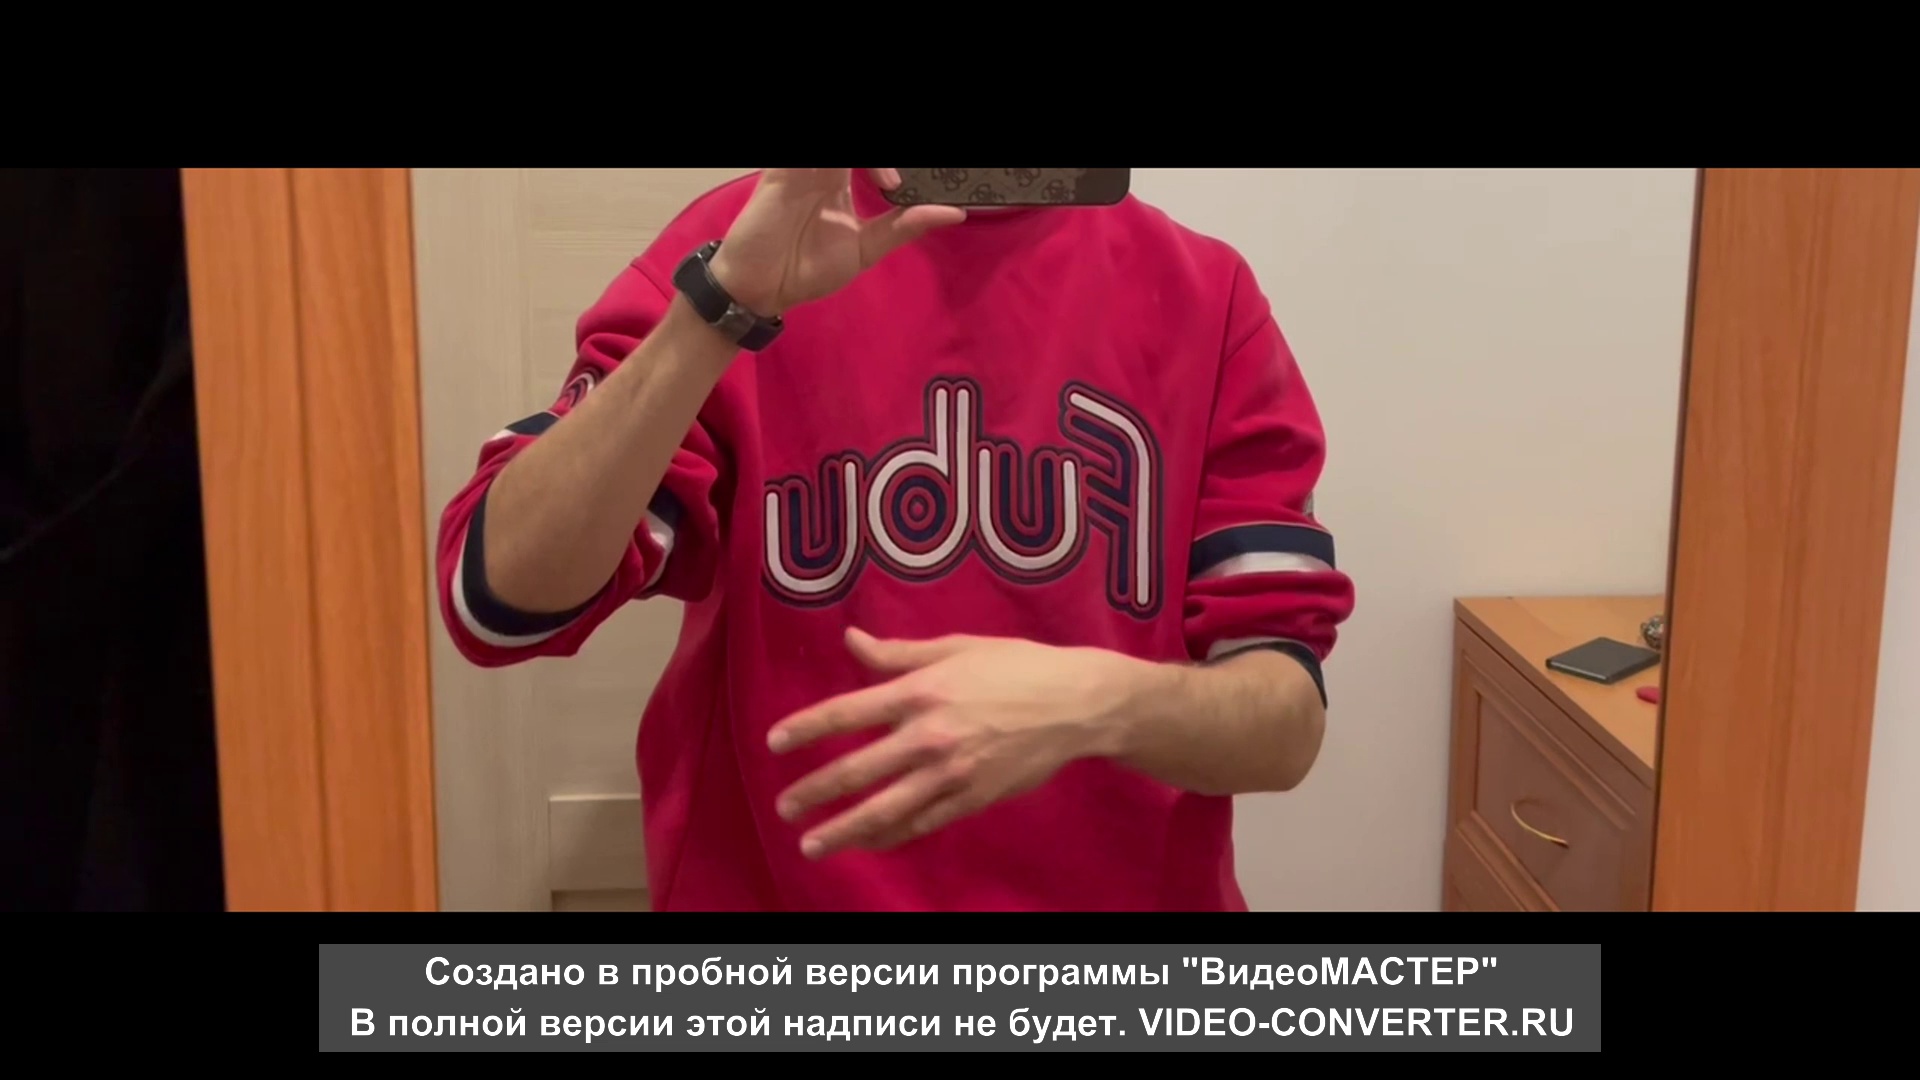 Fubu
Создано в пробной версии программы "ВидеоМАСТЕР"
В полной версии этой надписи не будет. VIDEO-CONVERTER.RU